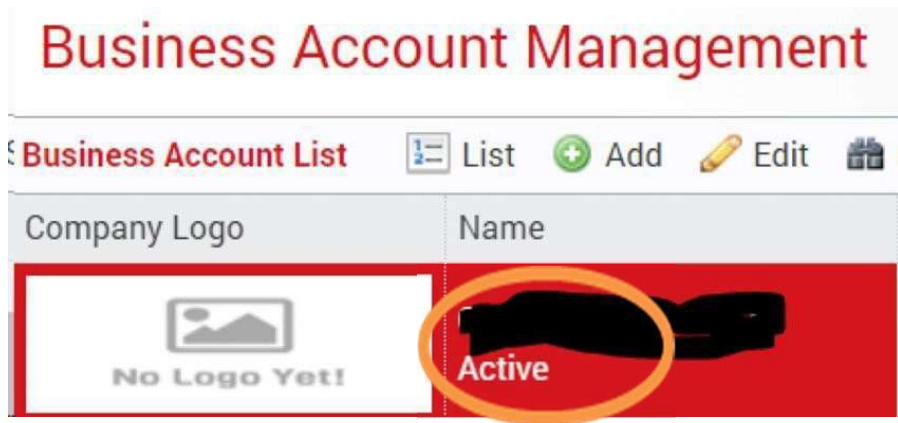 Business Account Management
Business Account List List Add Edit
Company Logo Name
No Logo Yet!
Active